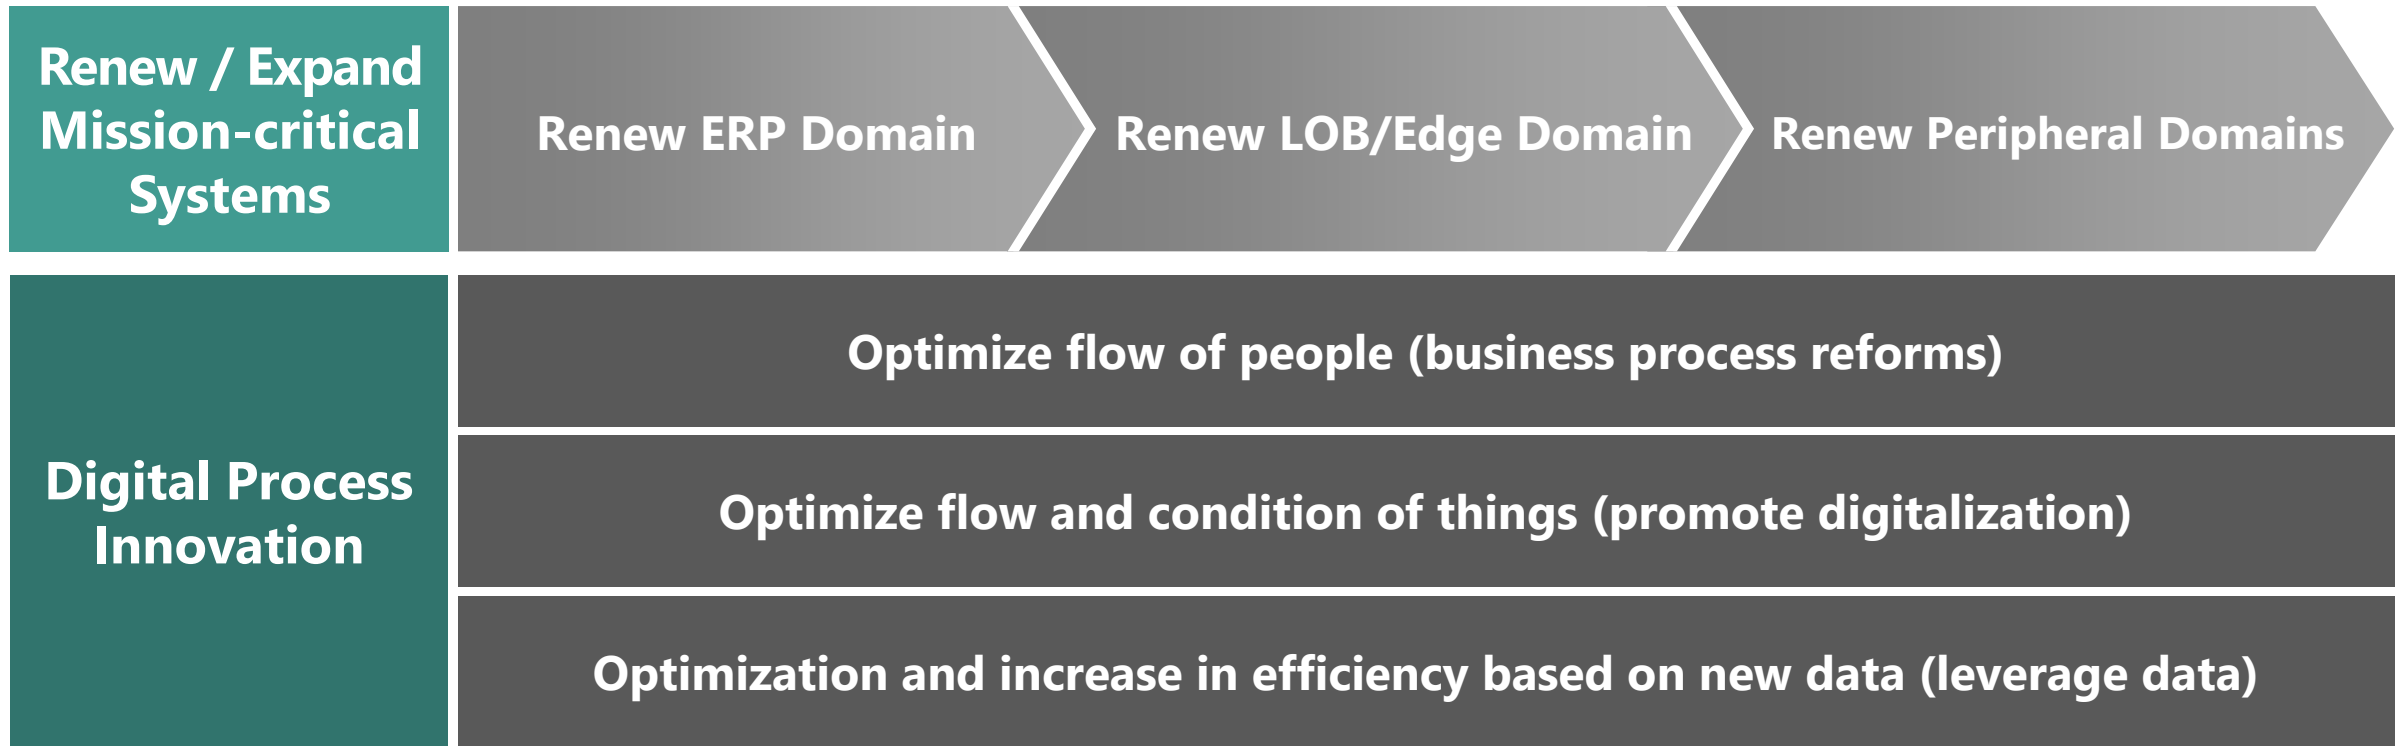 Renew / Expand
Mission-critical
Systems
Renew ERP Domain
Renew LOB/Edge Domain
Renew Peripheral Domains
Digital Process
Innovation
Optimize flow of people (business process reforms)
Optimize flow and condition of things (promote digitalization)
Optimization and increase in efficiency based on new data (leverage data)